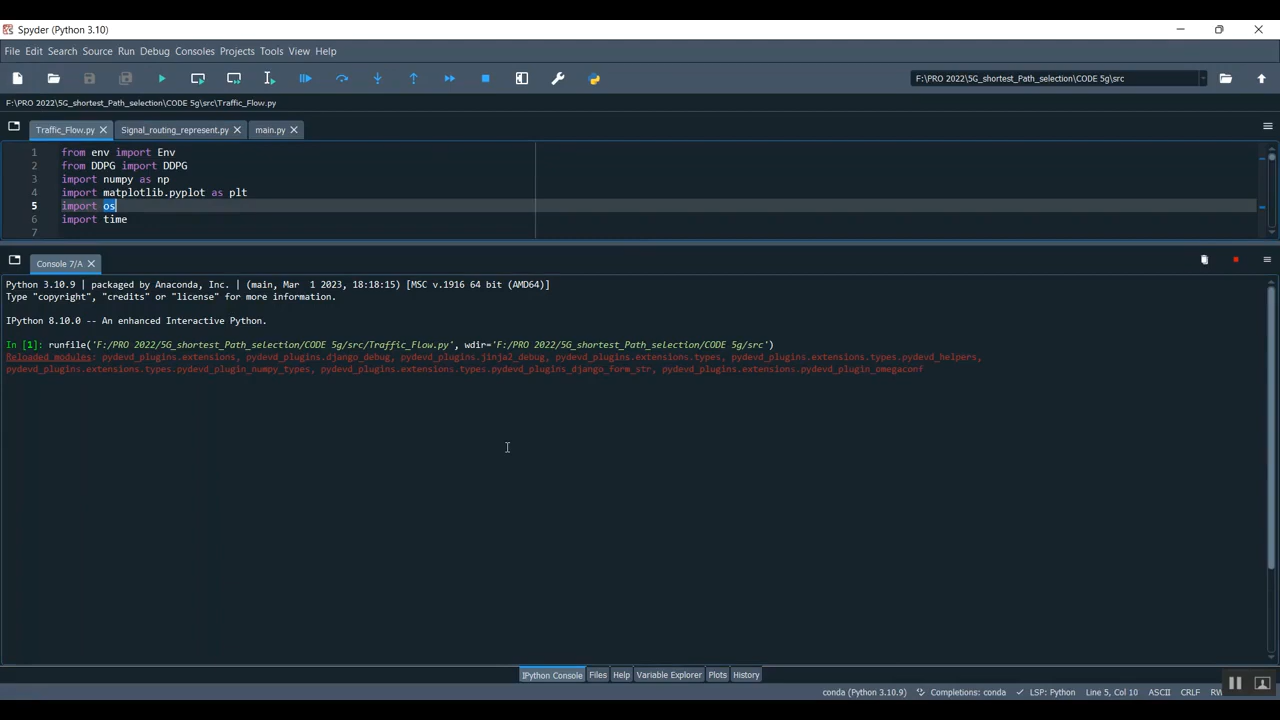 Spyder (Python 3.10)
File Edit Search Source Run Debug Consoles Projects Tools View Help
F:\PRO 2022\5G_shortest_Path_selection\CODE 5g\src
F:\PRO 2022\5G_shortest_Path_selection\CODE 5g\src\Traffic_Flow.py
Traffic_Flow.py Signal_routing_represent.py main.py
1 from env import Env
2 from DDPG import DDPG
3 import numpy as np
4 import matplotlib.pyplot as plt
5 import os
6 import time
7
Console 7/A
Python 3.10.9 | packaged by Anaconda, Inc. | (main, Mar 1 2023, 18:18:15) [MSC v.1916 64 bit (AMD64)]
Type "copyright", "credits" or "license" for more information.
IPython 8.10.0 -- An enhanced Interactive Python.
In [1]: runfile('F:/PRO 2022/5G_shortest_Path_selection/CODE 5g/src/Traffic_Flow.py', wdir='F:/PRO 2022/5G_shortest_Path_selection/CODE 5g/src')
Reloaded modules: pydevd_plugins.extensions, pydevd_plugins.django_debug, pydevd_plugins.jinja2_debug, pydevd_plugins.extensions.types, pydevd_plugins.extensions.types.pydevd_helpers,
pydevd_plugins.extensions.types.pydevd_plugin_numpy_types, pydevd_plugins.extensions.types.pydevd_plugins_django_form_str, pydevd_plugins.extensions.pydevd_plugin_omegaconf
IPython Console Files Help Variable Explorer Plots History
conda (Python 3.10.9) Completions: conda LSP: Python Line 5, Col 10 ASCII CRLF RW